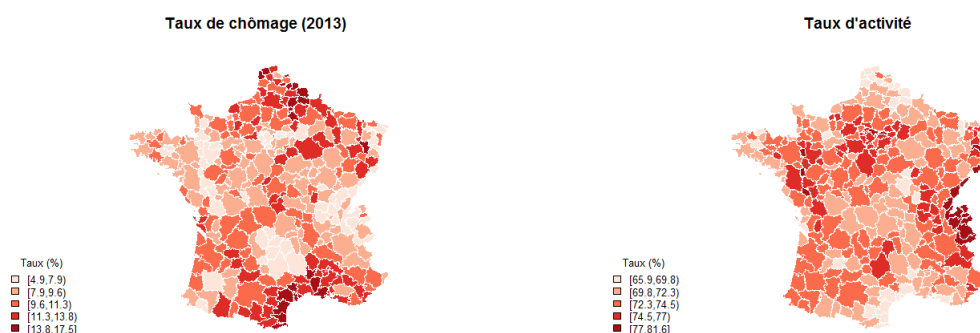 Taux de chômage (2013)
Taux (%)
[4.9,7.9)
[7.9,9.6)
[9.6,11.3)
[11.3,13.8)
[13.8,17.5]
Taux d'activité
Taux (%)
[65.9,69.8)
[69.8,72.3)
[72.3,74.5)
[74.5,77)
[77,81.6]